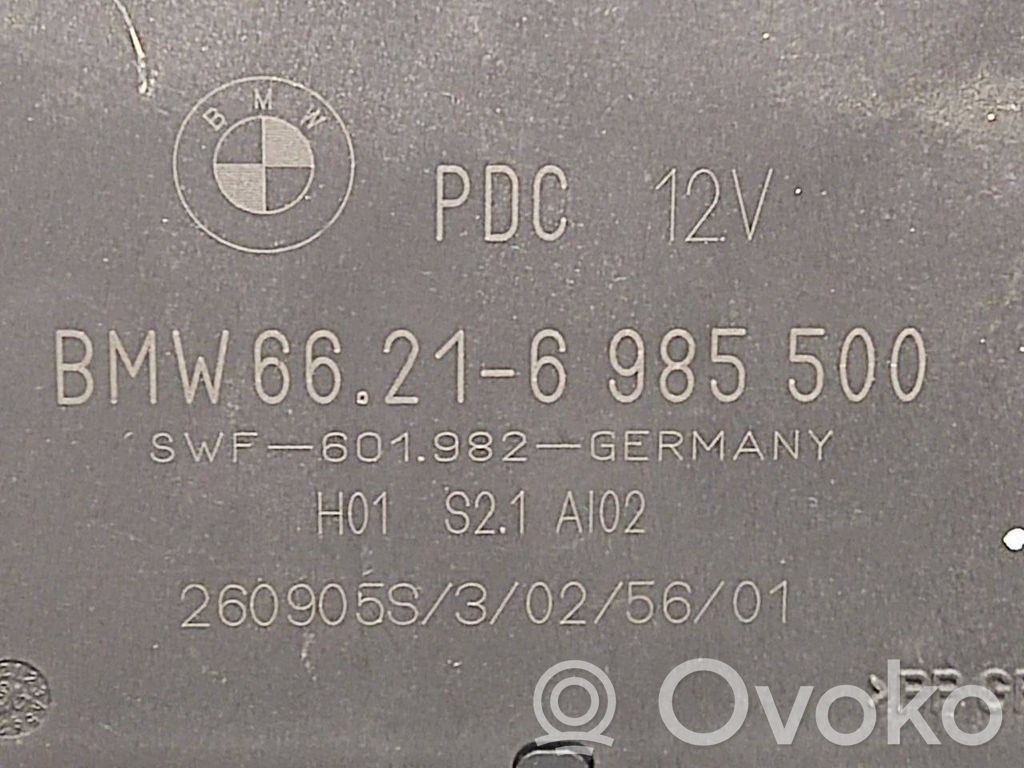 BMW
PDC 12V
BMW 66.21-6 985 500
SWF-601.982-GERMANY
H01 S2.1 AI02
260905S/3/02/56/01
Ovoko